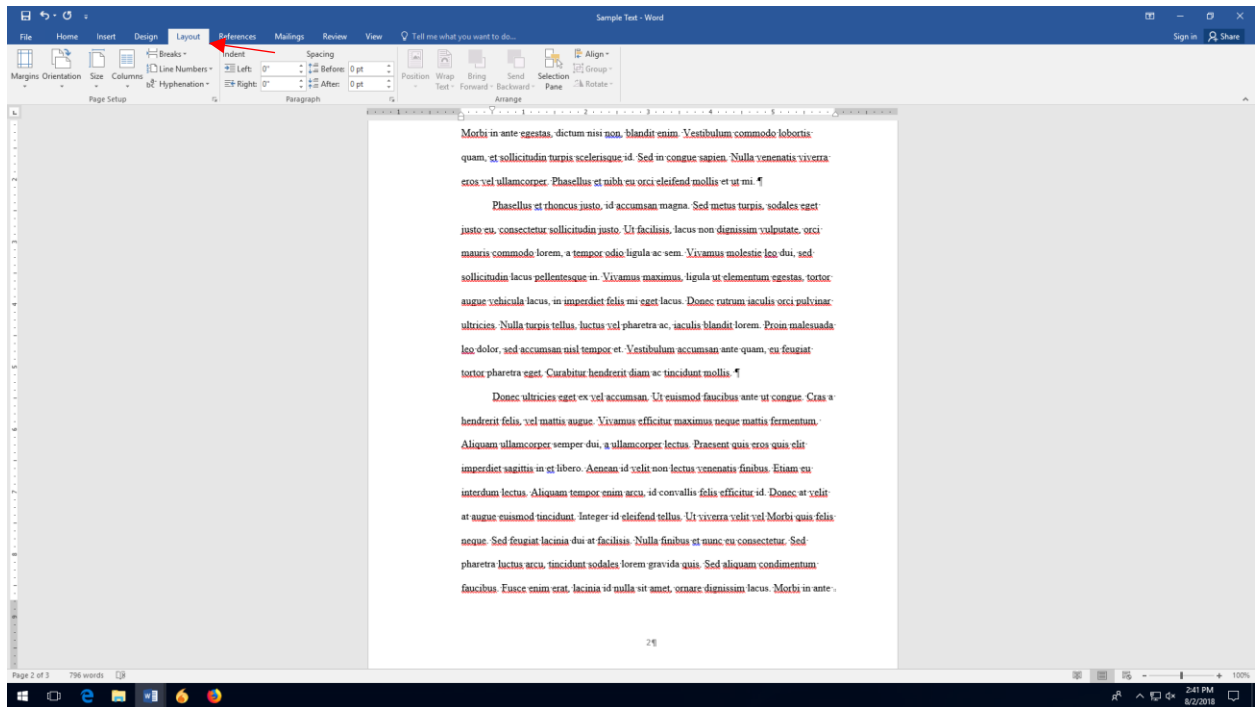 Sample Text - Word
File Home Insert Design Layout References Mailings Review View Tell me what you want to do... Sign in Share
Margins Orientation Size Columns Breaks Line Numbers Hyphenation
Indent Spacing
Left: 0" Before: 0 pt
Right: 0" After: 0 pt
Position Wrap Text Bring Forward Send Backward Selection Pane Align Group Rotate
Page Setup Paragraph Arrange
Morbi in ante egestas, dictum nisi non, blandit enim. Vestibulum commodo lobortis
quam, et sollicitudin turpis scelerisque id. Sed in congue sapien. Nulla venenatis viverra
eros vel ullamcorper. Phasellus et nibh eu orci eleifend mollis et ut mi. ¶
Phasellus et rhoncus justo, id accumsan magna. Sed metus turpis, sodales eget
justo eu, consectetur sollicitudin justo. Ut facilisis, lacus non dignissim vulputate, orci
mauris commodo lorem, a tempor odio ligula ac sem. Vivamus molestie leo dui, sed
sollicitudin lacus pellentesque in. Vivamus maximus, ligula ut elementum egestas, tortor
augue vehicula lacus, in imperdiet felis mi eget lacus. Donec rutrum iaculis orci pulvinar
ultricies. Nulla turpis tellus, luctus vel pharetra ac, iaculis blandit lorem. Proin malesuada
leo dolor, sed accumsan nisl tempor et. Vestibulum accumsan ante quam, eu feugiat
tortor pharetra eget. Curabitur hendrerit diam ac tincidunt mollis. ¶
Donec ultricies eget ex vel accumsan. Ut euismod faucibus ante ut congue. Cras a
hendrerit felis, vel mattis augue. Vivamus efficitur maximus neque mattis fermentum.
Aliquam ullamcorper semper dui, a ullamcorper lectus. Praesent quis eros quis elit
imperdiet sagittis in et libero. Aenean id velit non lectus venenatis finibus. Etiam eu
interdum lectus. Aliquam tempor enim arcu, id convallis felis efficitur id. Donec at velit
at augue euismod tincidunt. Integer id eleifend tellus. Ut viverra velit vel Morbi quis felis
neque. Sed feugiat lacinia dui at facilisis. Nulla finibus et nunc eu consectetur. Sed
pharetra luctus arcu, tincidunt sodales lorem gravida quis. Sed aliquam condimentum
faucibus. Fusce enim erat, lacinia id nulla sit amet, ornare dignissim lacus. Morbi in ante
2¶
Page 2 of 3 796 words 100%
2:41 PM
8/2/2018